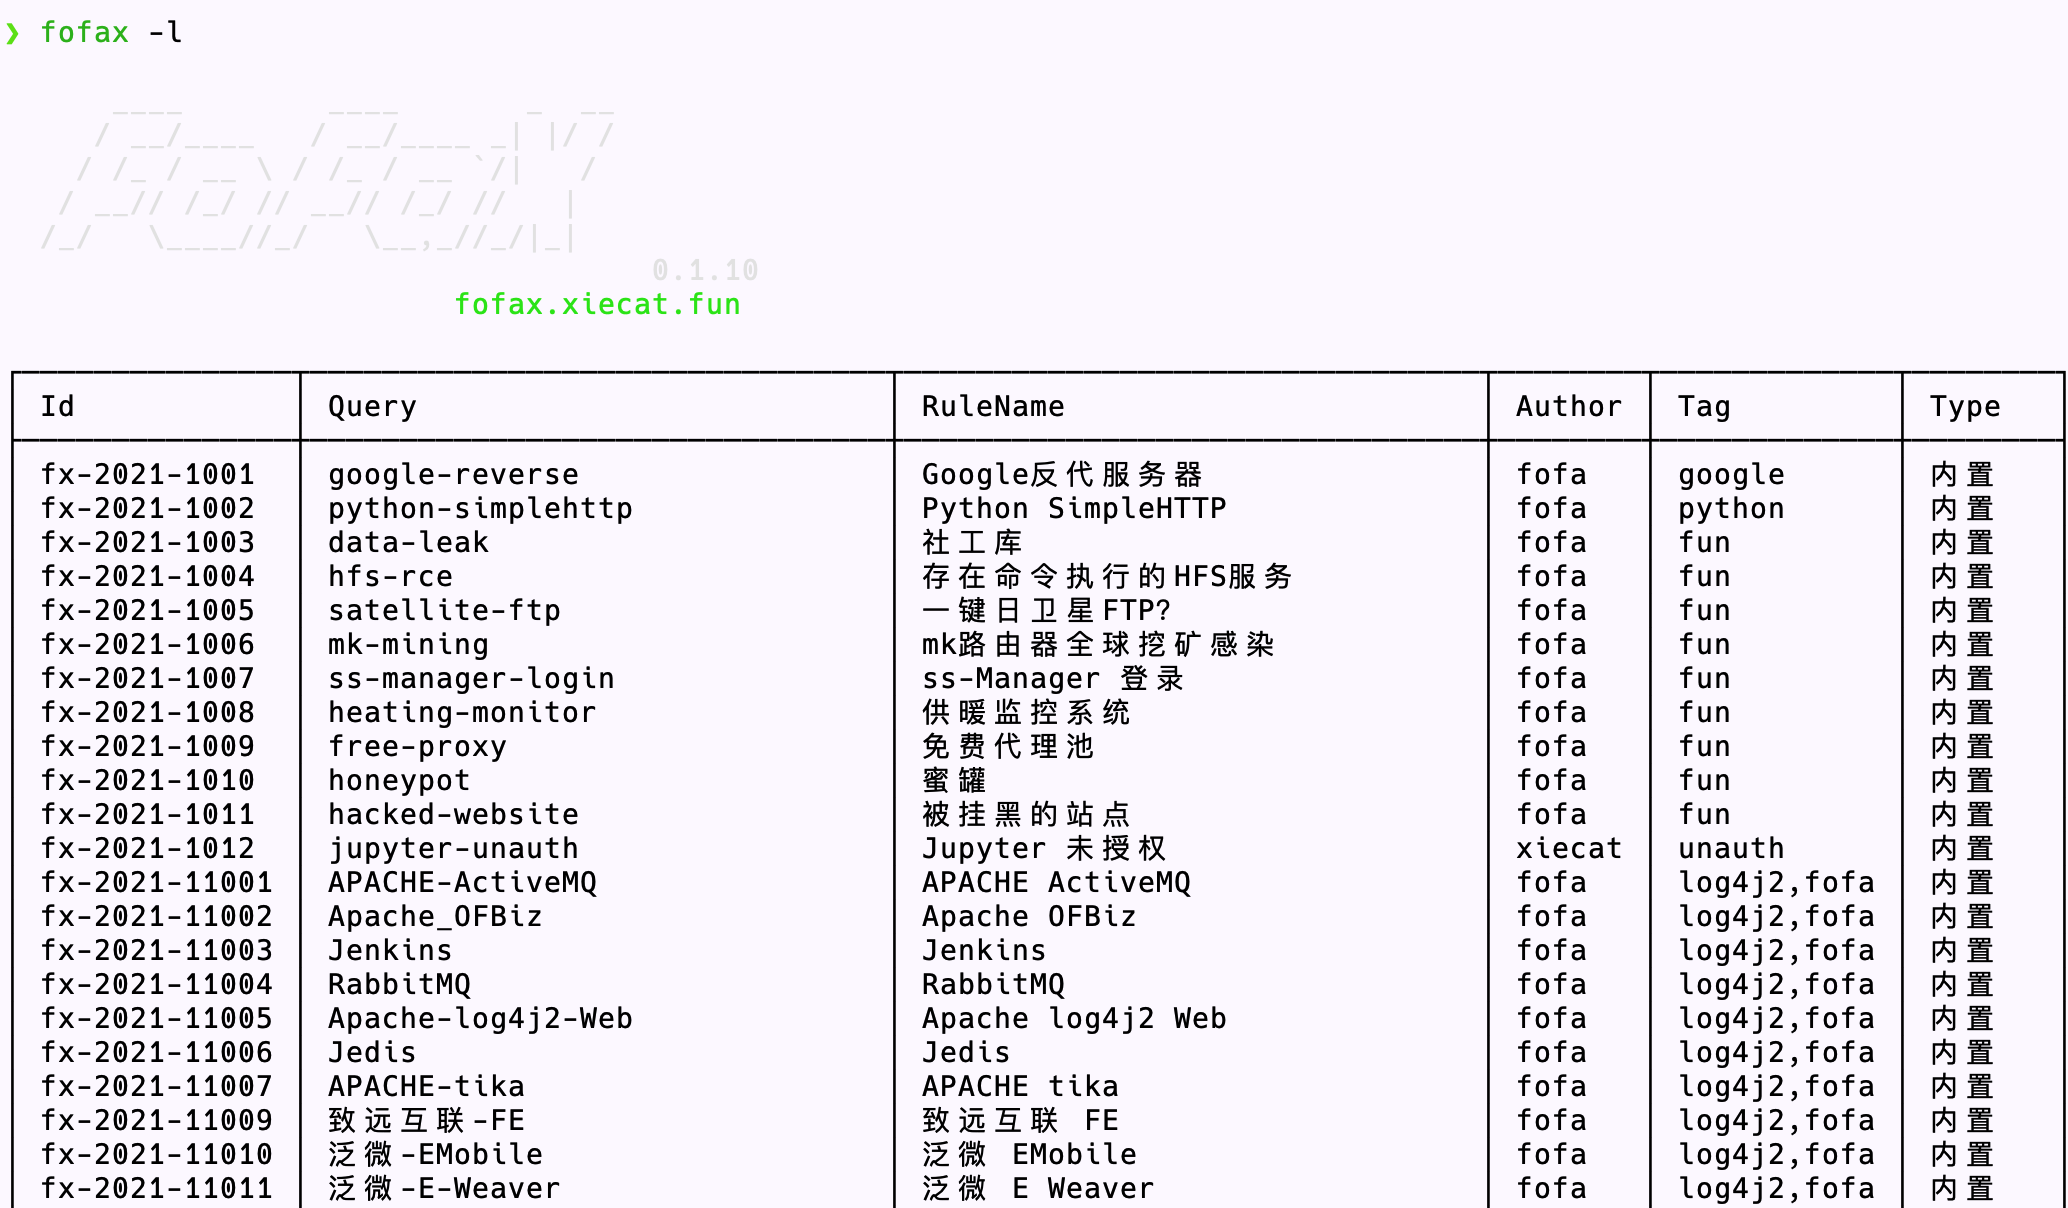 ❯ fofax -l
0.1.10
fofax.xiecat.fun
Id Query RuleName Author Tag Type
fx-2021-1001 google-reverse Google反代服务器 fofa google 内置
fx-2021-1002 python-simplehttp Python SimpleHTTP fofa python 内置
fx-2021-1003 data-leak 社工库 fofa fun 内置
fx-2021-1004 hfs-rce 存在命令执行的HFS服务 fofa fun 内置
fx-2021-1005 satellite-ftp 一键日卫星FTP? fofa fun 内置
fx-2021-1006 mk-mining mk路由器全球挖矿感染 fofa fun 内置
fx-2021-1007 ss-manager-login ss-Manager 登录 fofa fun 内置
fx-2021-1008 heating-monitor 供暖监控系统 fofa fun 内置
fx-2021-1009 free-proxy 免费代理池 fofa fun 内置
fx-2021-1010 honeypot 蜜罐 fofa fun 内置
fx-2021-1011 hacked-website 被挂黑的站点 fofa fun 内置
fx-2021-1012 jupyter-unauth Jupyter 未授权 xiecat unauth 内置
fx-2021-11001 APACHE-ActiveMQ APACHE ActiveMQ fofa log4j2,fofa 内置
fx-2021-11002 Apache_OFBiz Apache OFBiz fofa log4j2,fofa 内置
fx-2021-11003 Jenkins Jenkins fofa log4j2,fofa 内置
fx-2021-11004 RabbitMQ RabbitMQ fofa log4j2,fofa 内置
fx-2021-11005 Apache-log4j2-Web Apache log4j2 Web fofa log4j2,fofa 内置
fx-2021-11006 Jedis Jedis fofa log4j2,fofa 内置
fx-2021-11007 APACHE-tika APACHE tika fofa log4j2,fofa 内置
fx-2021-11009 致远互联-FE 致远互联 FE fofa log4j2,fofa 内置
fx-2021-11010 泛微-EMobile 泛微 EMobile fofa log4j2,fofa 内置
fx-2021-11011 泛微-E-Weaver 泛微 E Weaver fofa log4j2,fofa 内置